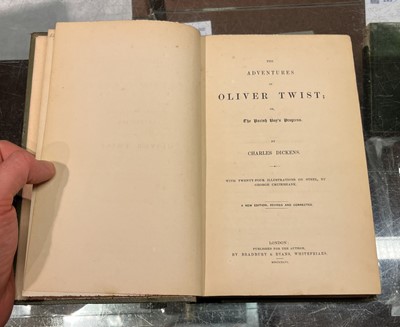 THE
ADVENTURES
OF
OLIVER TWIST;
OR,
The Parish Boy's Progress.
BY
CHARLES DICKENS.
WITH TWENTY-FOUR ILLUSTRATIONS ON STEEL, BY
GEORGE CRUIKSHANK.
A NEW EDITION, REVISED AND CORRECTED.
LONDON:
PUBLISHED FOR THE AUTHOR,
BY BRADBURY & EVANS, WHITEFRIARS.